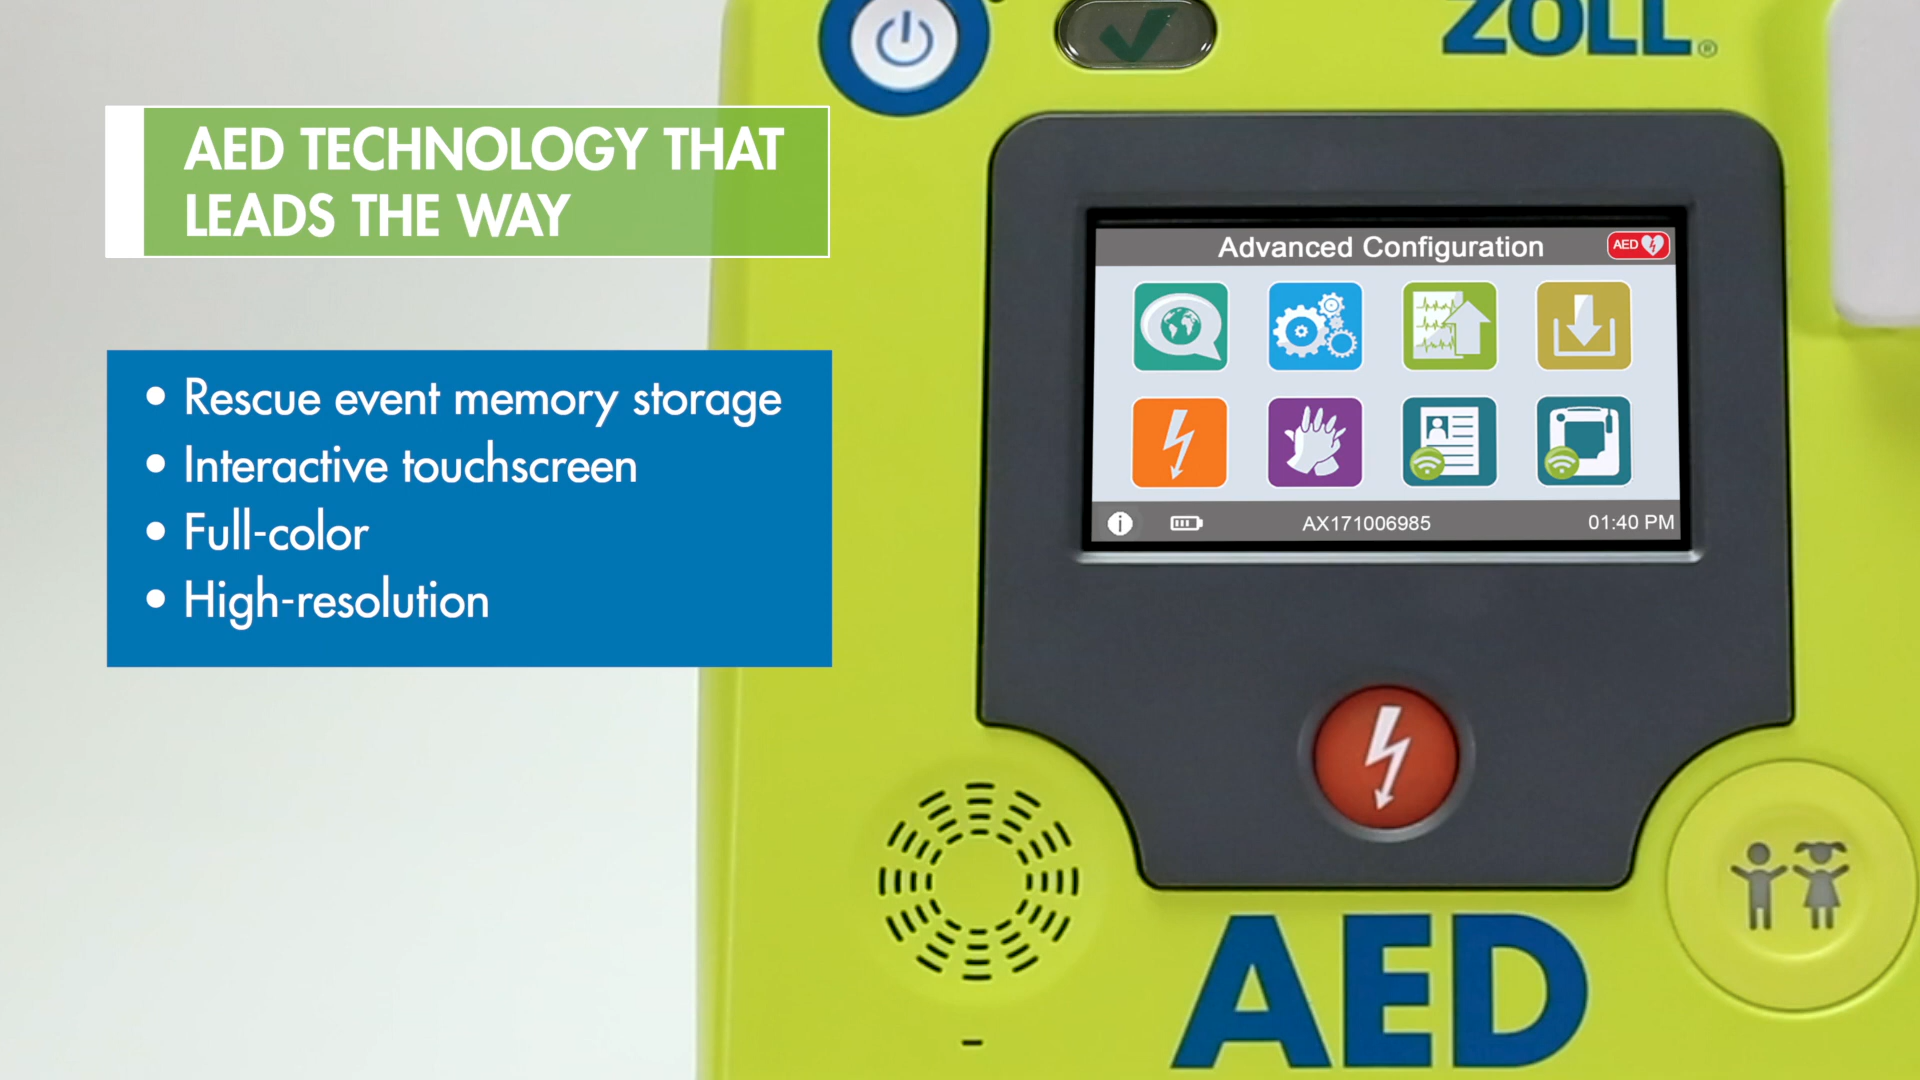 ZOLL®
AED TECHNOLOGY THAT
LEADS THE WAY
• Rescue event memory storage
• Interactive touchscreen
• Full-color
• High-resolution
Advanced Configuration
AED
AX171006985
01:40 PM
AED